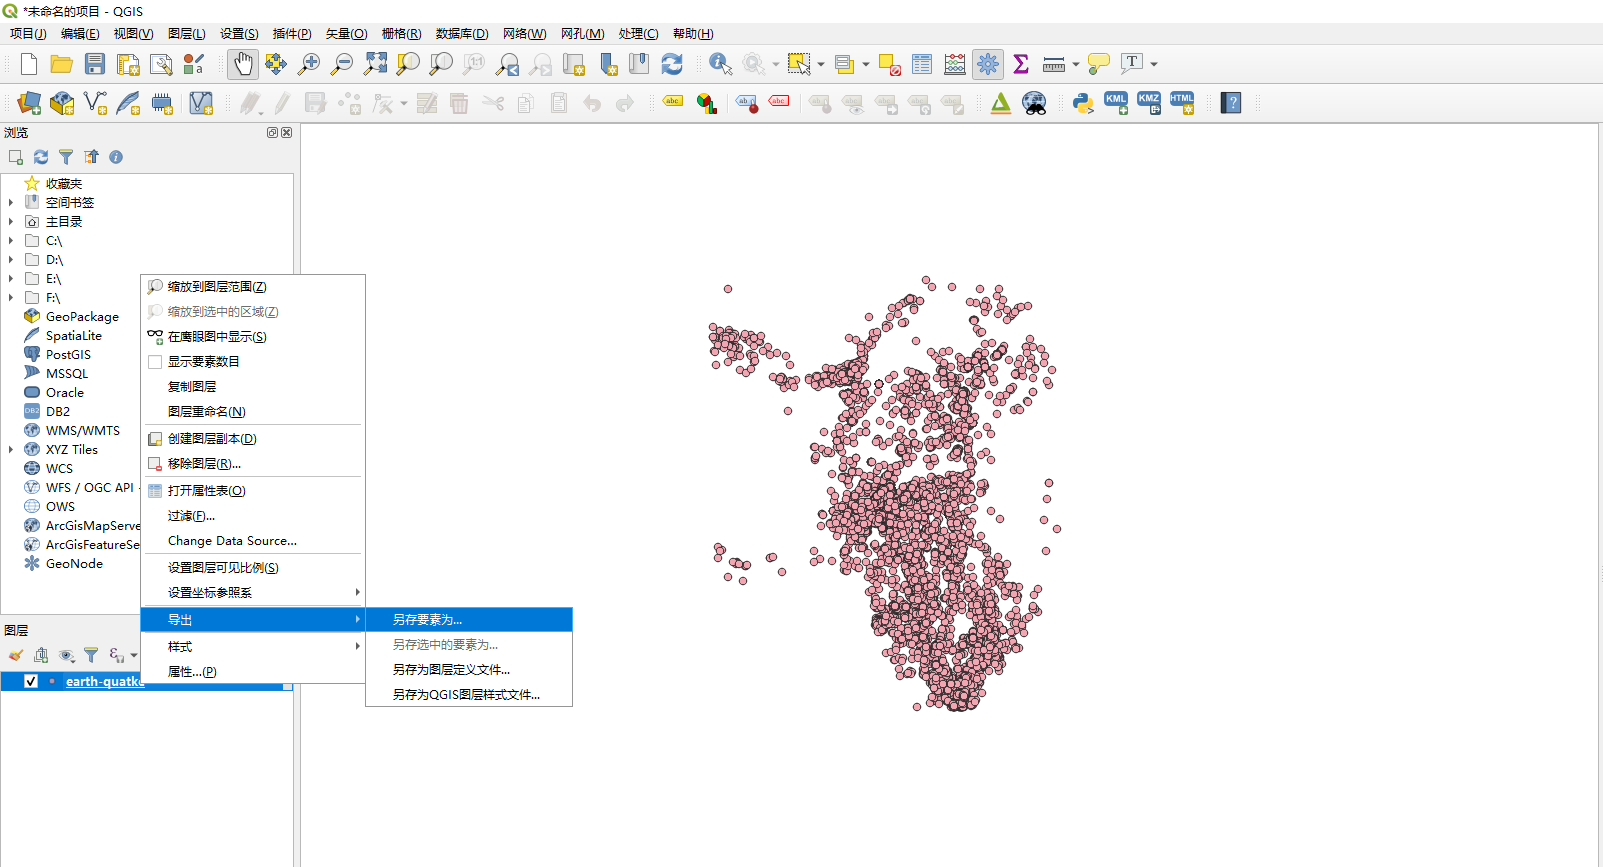 *未命名的项目 - QGIS
项目(J) 编辑(E) 视图(V) 图层(L) 设置(S) 插件(P) 矢量(O) 栅格(R) 数据库(D) 网络(W) 网孔(M) 处理(C) 帮助(H)
1:1
a
T
abc abc abc KML KMZ HTML ?
浏览
收藏夹
空间书签
主目录
C:\
D:\
E:\
F:\
GeoPackage
SpatiaLite
PostGIS
MSSQL
Oracle
DB2 DB2
WMS/WMTS
XYZ Tiles
WCS
WFS / OGC API
OWS
ArcGisMapServe
ArcGisFeatureSe
GeoNode
缩放到图层范围(Z)
缩放到选中的区域(Z)
在鹰眼图中显示(S)
显示要素数目
复制图层
图层重命名(N)
创建图层副本(D)
移除图层(R)...
打开属性表(O)
过滤(F)...
Change Data Source...
设置图层可见比例(S)
设置坐标参照系
导出
样式
属性...(P)
另存要素为...
另存选中的要素为...
另存为图层定义文件...
另存为QGIS图层样式文件...
图层
earth-quatk